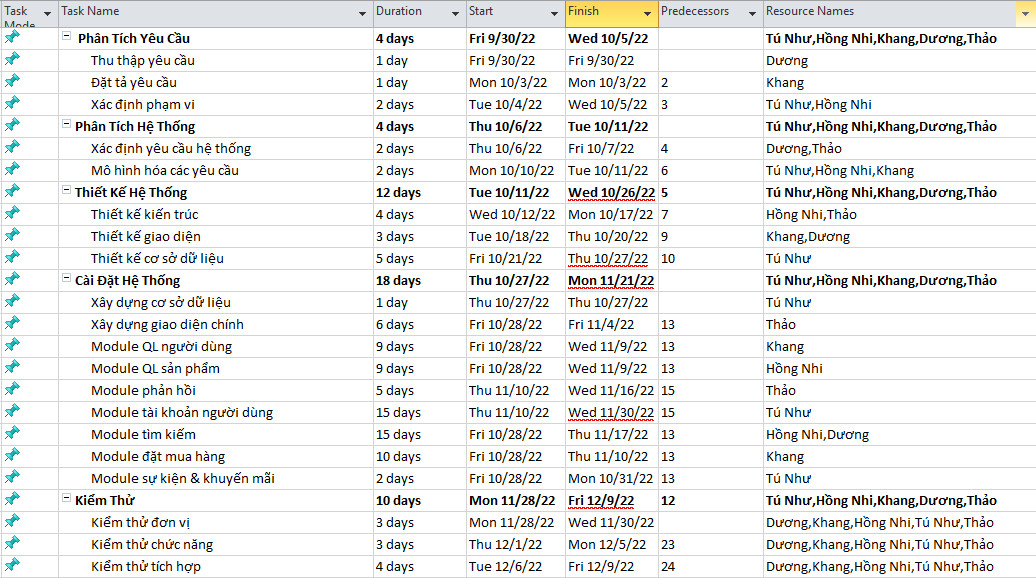 Task Mode Task Name Duration Start Finish Predecessors Resource Names
Phân Tích Yêu Cầu 4 days Fri 9/30/22 Wed 10/5/22 Tú Như,Hồng Nhi,Khang,Dương,Thảo
Thu thập yêu cầu 1 day Fri 9/30/22 Fri 9/30/22 Dương
Đặt tả yêu cầu 1 day Mon 10/3/22 Mon 10/3/22 2 Khang
Xác định phạm vi 2 days Tue 10/4/22 Wed 10/5/22 3 Tú Như,Hồng Nhi
Phân Tích Hệ Thống 4 days Thu 10/6/22 Tue 10/11/22 Tú Như,Hồng Nhi,Khang,Dương,Thảo
Xác định yêu cầu hệ thống 2 days Thu 10/6/22 Fri 10/7/22 4 Dương,Thảo
Mô hình hóa các yêu cầu 2 days Mon 10/10/22 Tue 10/11/22 6 Tú Như,Hồng Nhi,Khang
Thiết Kế Hệ Thống 12 days Tue 10/11/22 Wed 10/26/22 5 Tú Như,Hồng Nhi,Khang,Dương,Thảo
Thiết kế kiến trúc 4 days Wed 10/12/22 Mon 10/17/22 7 Hồng Nhi,Thảo
Thiết kế giao diện 3 days Tue 10/18/22 Thu 10/20/22 9 Khang,Dương
Thiết kế cơ sở dữ liệu 5 days Fri 10/21/22 Thu 10/27/22 10 Tú Như
Cài Đặt Hệ Thống 18 days Thu 10/27/22 Mon 11/21/22 Tú Như,Hồng Nhi,Khang,Dương,Thảo
Xây dựng cơ sở dữ liệu 1 day Thu 10/27/22 Thu 10/27/22 Tú Như
Xây dựng giao diện chính 6 days Fri 10/28/22 Fri 11/4/22 13 Thảo
Module QL người dùng 9 days Fri 10/28/22 Wed 11/9/22 13 Khang
Module QL sản phẩm 9 days Fri 10/28/22 Wed 11/9/22 13 Hồng Nhi
Module phản hồi 5 days Thu 11/10/22 Wed 11/16/22 15 Thảo
Module tài khoản người dùng 15 days Thu 11/10/22 Wed 11/30/22 15 Tú Như
Module tìm kiếm 15 days Fri 10/28/22 Thu 11/17/22 13 Hồng Nhi,Dương
Module đặt mua hàng 10 days Fri 10/28/22 Thu 11/10/22 13 Khang
Module sự kiện & khuyến mãi 2 days Fri 10/28/22 Mon 10/31/22 13 Tú Như
Kiểm Thử 10 days Mon 11/28/22 Fri 12/9/22 12 Tú Như,Hồng Nhi,Khang,Dương,Thảo
Kiểm thử đơn vị 3 days Mon 11/28/22 Wed 11/30/22 Dương,Khang,Hồng Nhi,Tú Như,Thảo
Kiểm thử chức năng 3 days Thu 12/1/22 Mon 12/5/22 23 Dương,Khang,Hồng Nhi,Tú Như,Thảo
Kiểm thử tích hợp 4 days Tue 12/6/22 Fri 12/9/22 24 Dương,Khang,Hồng Nhi,Tú Như,Thảo